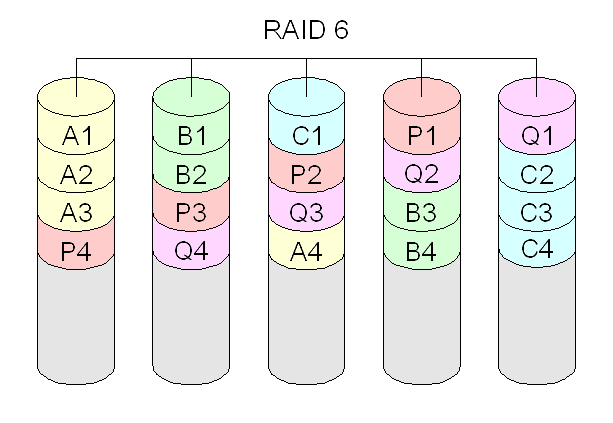 RAID 6
A1 B1 C1 P1 Q1
A2 B2 P2 Q2 C2
A3 P3 Q3 B3 C3
P4 Q4 A4 B4 C4